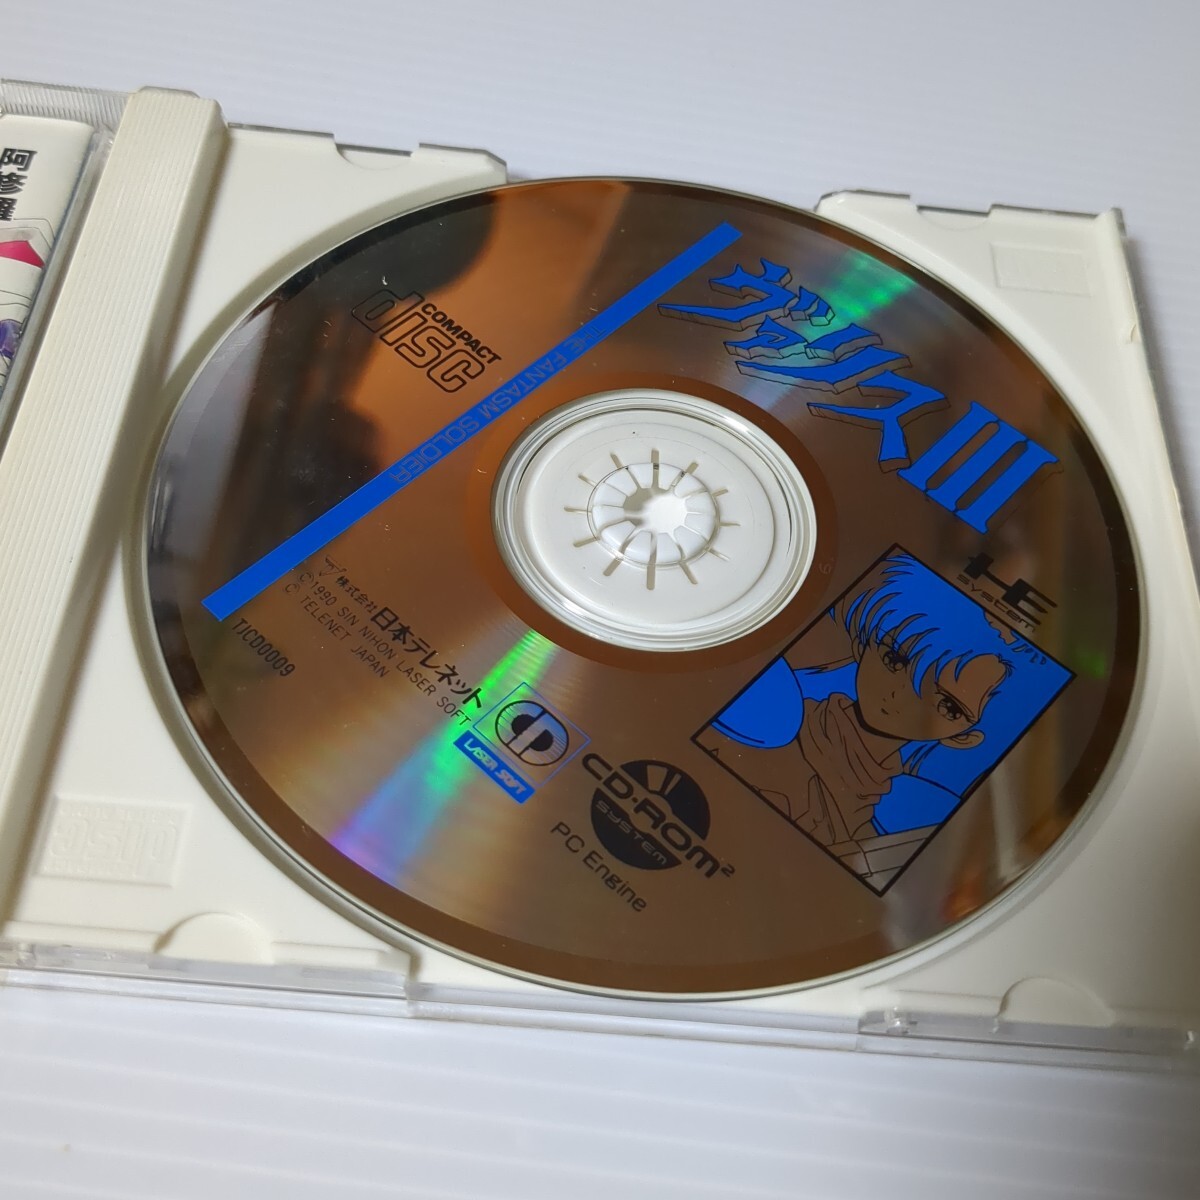 阿修羅
ヴァリスIII
THE FANTASM SOLDIER
COMPACT
disc
HE
SYSTEM
株式会社日本テレネット
©1990 SIN NIHON LASER SOFT
© TELENET JAPAN
TJCD0009
LASER SOFT
CD-ROM²
SYSTEM
PC Engine